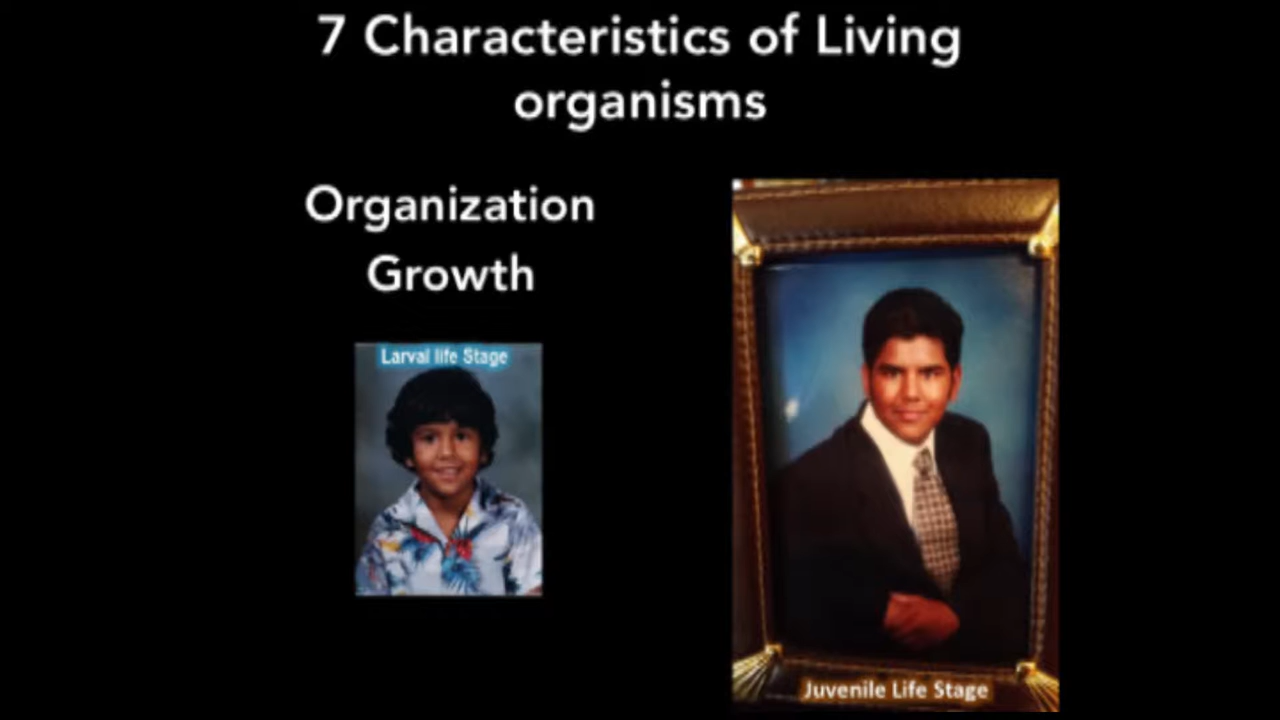 7 Characteristics of Living
organisms
Organization
Growth
Larval life Stage
Juvenile Life Stage